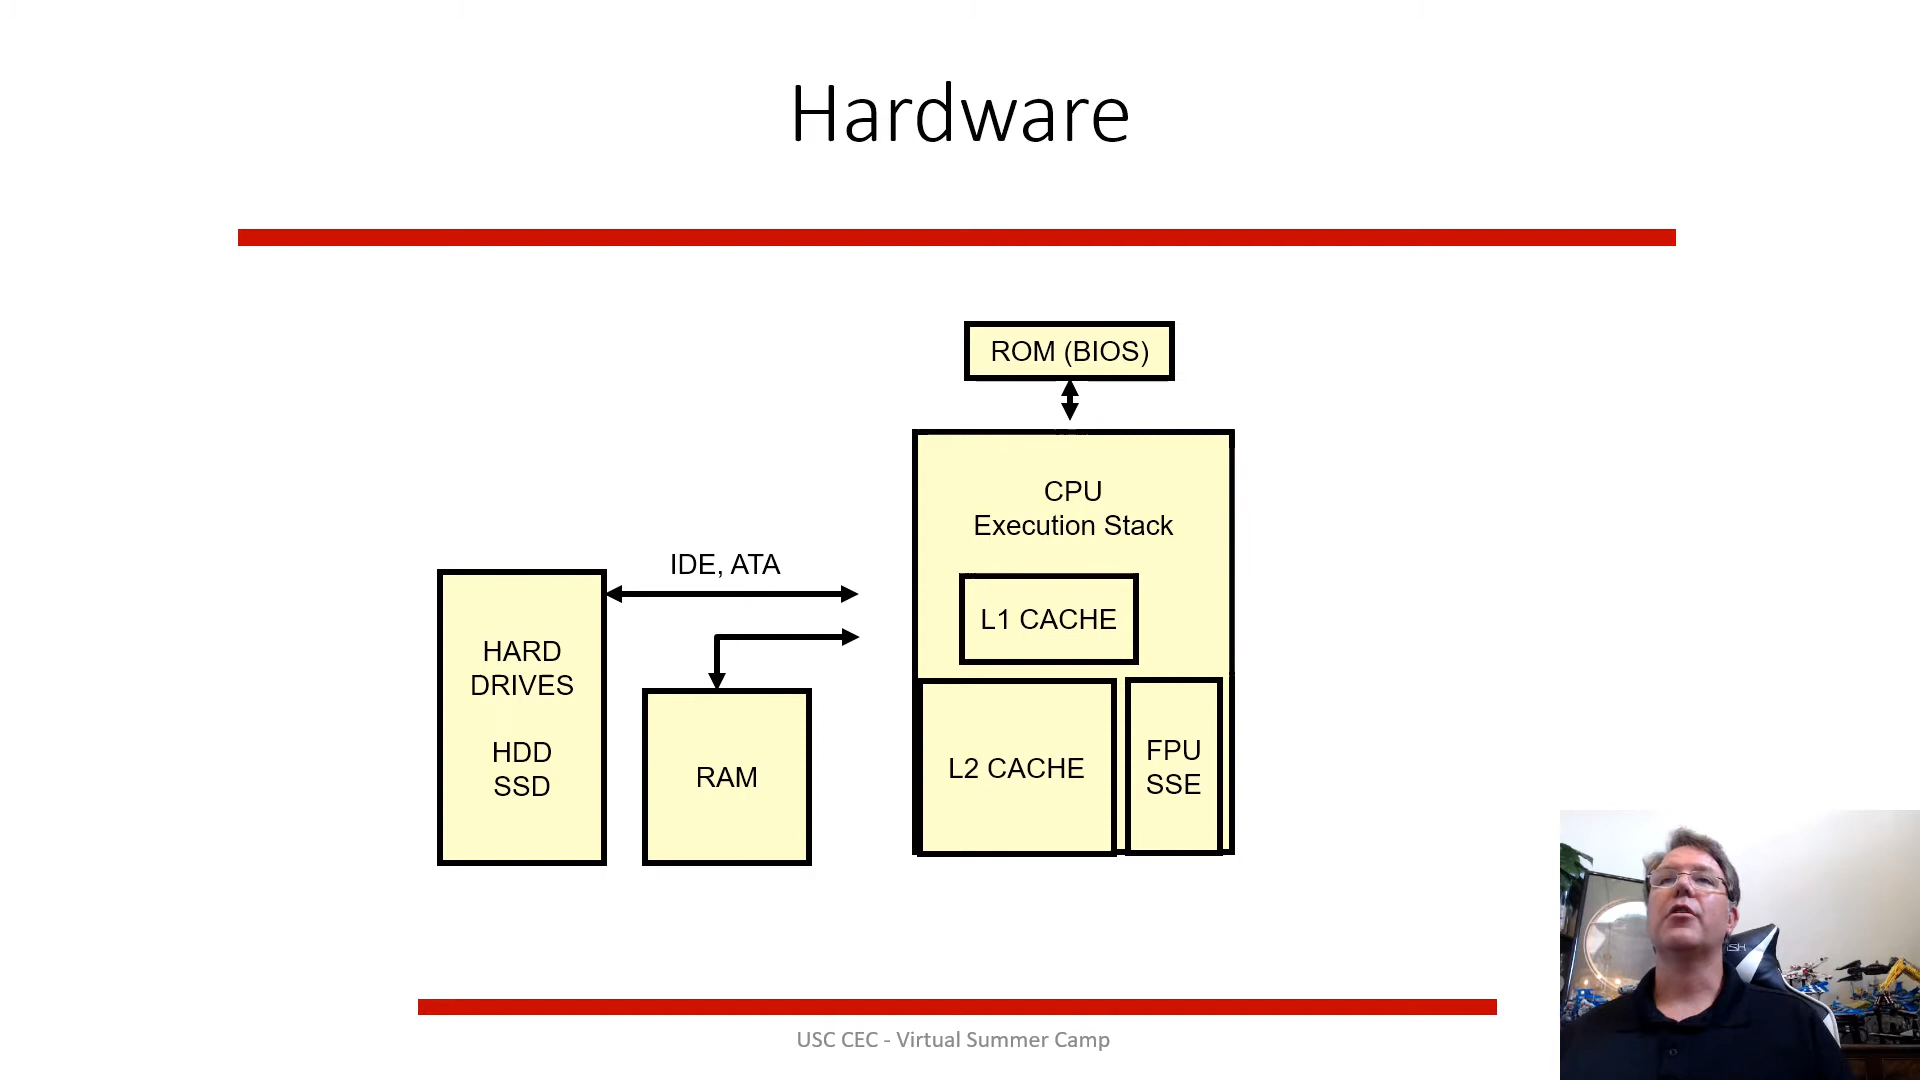 Hardware
ROM (BIOS)
CPU
Execution Stack
IDE, ATA
L1 CACHE
HARD
DRIVES
HDD
SSD
RAM
L2 CACHE
FPU
SSE
USC CEC - Virtual Summer Camp